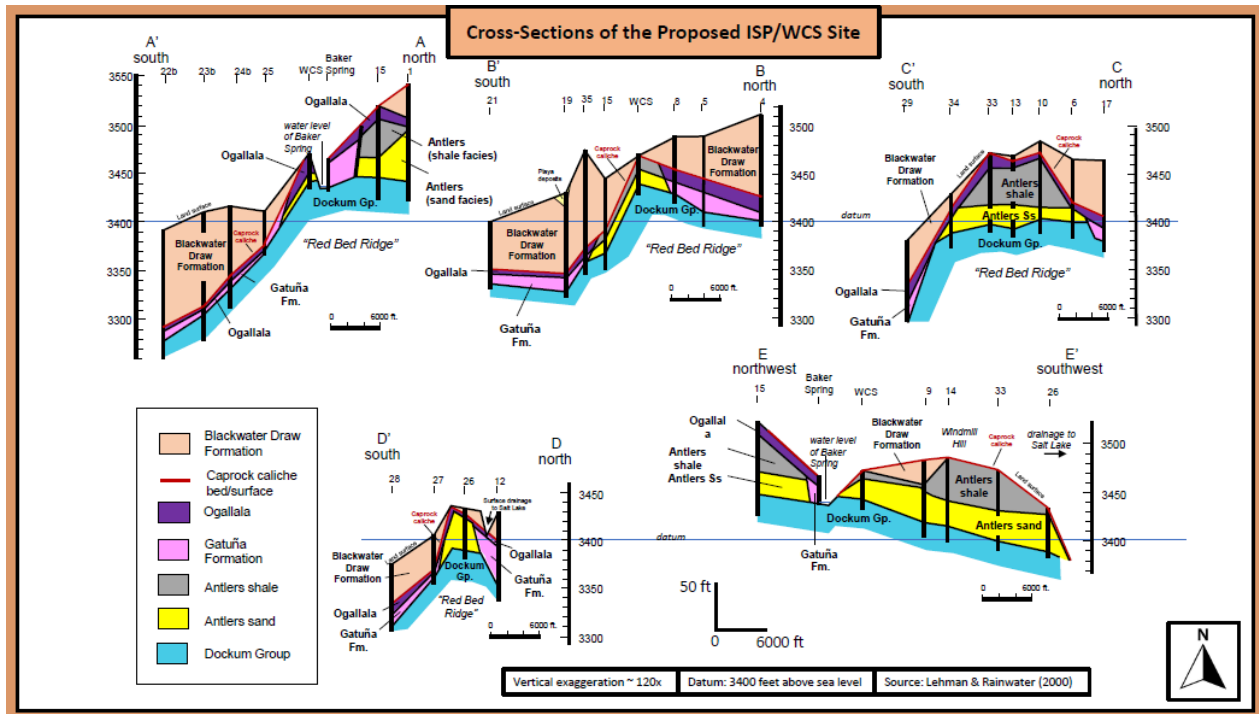 Cross-Sections of the Proposed ISP/WCS Site
A'
south
A
north
22b 23b 24b 25 WCS Baker Spring 15 1
3550
3500
3450
3400
3350
3300
Ogallala
water level
of Baker
Spring
Ogallala
Antlers
(shale facies)
Antlers
(sand facies)
Dockum Gp.
Land surface
Blackwater
Draw
Formation
Caprock
caliche
"Red Bed Ridge"
Gatuña
Fm.
Ogallala
0 6000 ft.
B'
south
B
north
21 19 35 15 WCS 8 5 4
Playa
deposits
Caprock
caliche
Blackwater
Draw
Formation
Land surface
Blackwater
Draw
Formation
Dockum Gp.
"Red Bed Ridge"
Ogallala
Gatuña
Fm.
0 6000 ft.
3500
3450
3400
3350
3300
C'
south
C
north
29 34 33 13 10 6 17
Caprock
caliche
Land surface
Blackwater
Draw
Formation
Antlers
shale
Antlers Ss
datum
Dockum Gp.
"Red Bed Ridge"
Ogallala
Gatuña
Fm.
0 6000 ft.
3500
3450
3400
3350
3300
Blackwater Draw
Formation
Caprock caliche
bed/surface
Ogallala
Gatuña
Formation
Antlers shale
Antlers sand
Dockum Group
D'
south
D
north
28 27 26 12
Surface drainage
to Salt Lake
Caprock
caliche
Land surface
Blackwater
Draw
Formation
Dockum
Gp.
Ogallala
Gatuña
Fm.
"Red Bed
Ridge"
Ogallala
Gatuña
Fm.
0 6000 ft.
3450
3400
3350
3300
E
northwest
E'
southwest
15 Baker Spring WCS 9 14 33 26
Ogallal
a
Antlers
shale
Antlers Ss
water level
of Baker
Spring
Blackwater
Draw
Formation
Windmill
Hill
Caprock
caliche
drainage to
Salt Lake
Land surface
Antlers
shale
Dockum Gp.
Antlers sand
datum
Gatuña
Fm.
0 6000 ft.
3500
3450
3400
50 ft
0 6000 ft
N
Vertical exaggeration ~ 120x
Datum: 3400 feet above sea level
Source: Lehman & Rainwater (2000)